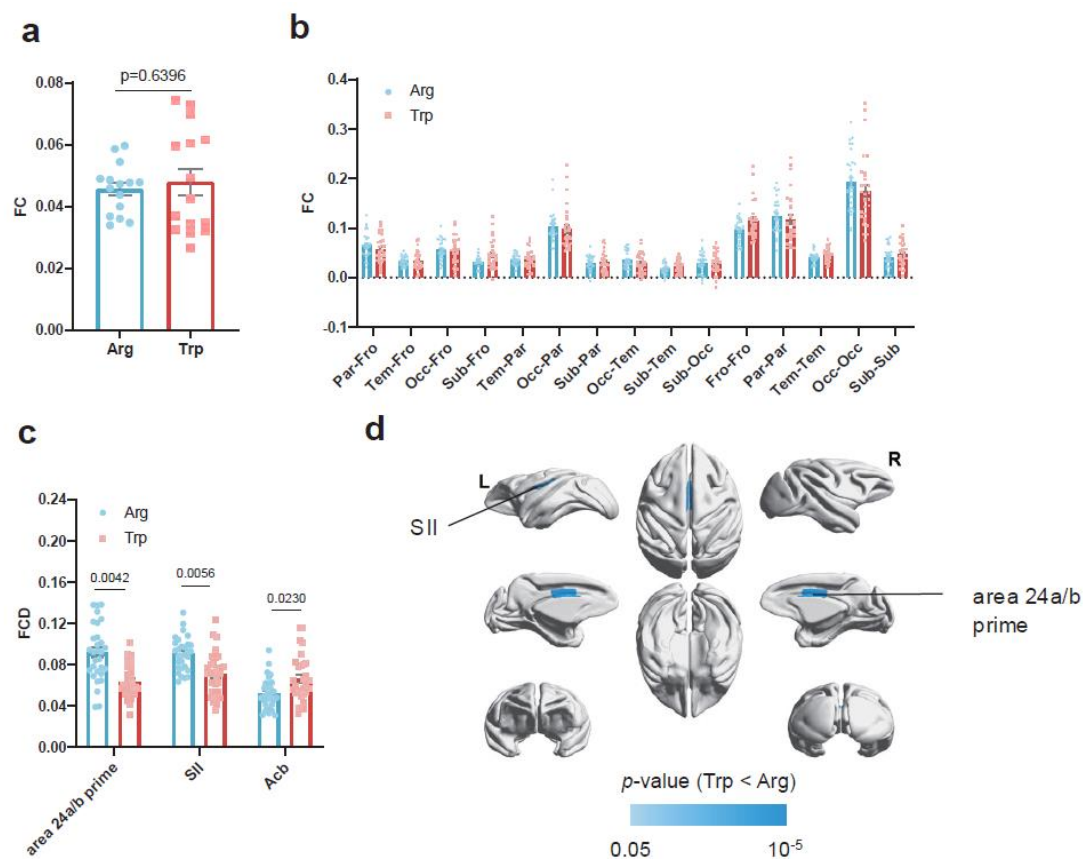 a
p=0.6396
0.08
0.06
0.04
0.02
0.00
FC
Arg
Trp
b
Arg
Trp
0.4
0.3
0.2
0.1
0.0
-0.1
FC
Par-Fro
Tem-Fro
Occ-Fro
Sub-Fro
Tem-Par
Occ-Par
Sub-Par
Occ-Tem
Sub-Tem
Sub-Occ
Fro-Fro
Par-Par
Tem-Tem
Occ-Occ
Sub-Sub
c
Arg
Trp
0.24
0.20
0.16
0.12
0.08
0.04
0.00
FCD
0.0042
0.0056
0.0230
area 24a/b prime
SII
Acb
d
L
R
SII
area 24a/b
prime
p-value (Trp < Arg)
0.05
10-5